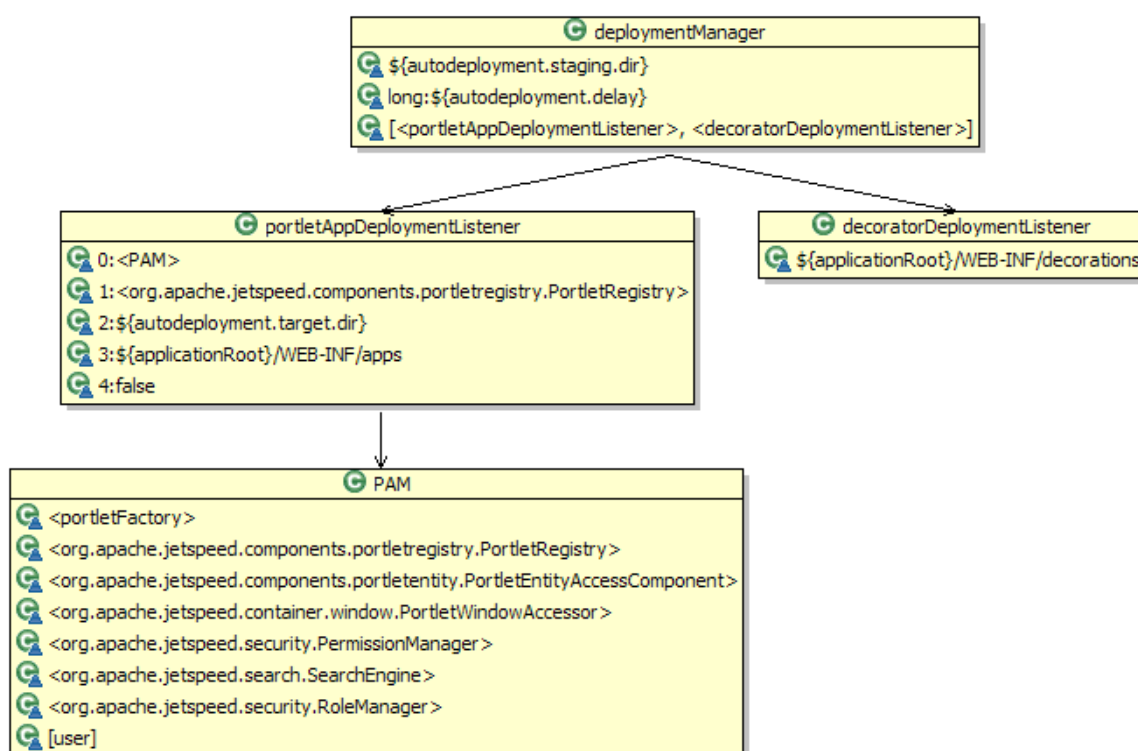 deploymentManager
${autodeployment.staging.dir}
long:${autodeployment.delay}
[<portletAppDeploymentListener>, <decoratorDeploymentListener>]
portletAppDeploymentListener
0:<PAM>
1:<org.apache.jetspeed.components.portletregistry.PortletRegistry>
2:${autodeployment.target.dir}
3:${applicationRoot}/WEB-INF/apps
4:false
decoratorDeploymentListener
${applicationRoot}/WEB-INF/decorations
PAM
<portletFactory>
<org.apache.jetspeed.components.portletregistry.PortletRegistry>
<org.apache.jetspeed.components.portletentity.PortletEntityAccessComponent>
<org.apache.jetspeed.container.window.PortletWindowAccessor>
<org.apache.jetspeed.security.PermissionManager>
<org.apache.jetspeed.search.SearchEngine>
<org.apache.jetspeed.security.RoleManager>
[user]